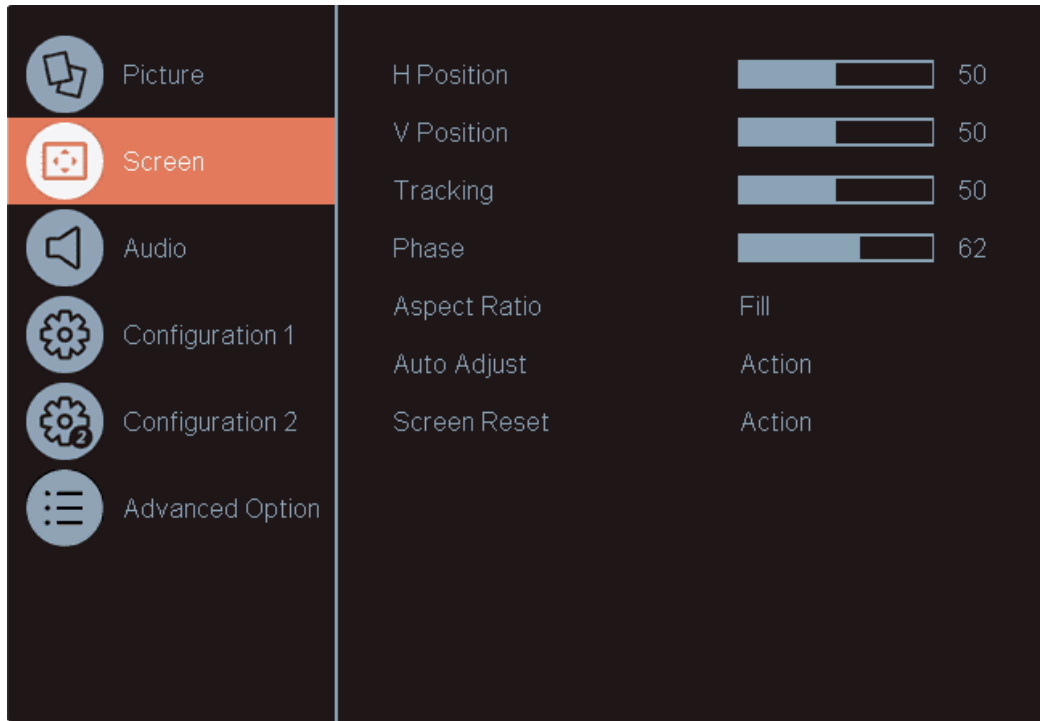 Picture
Screen
Audio
Configuration 1
Configuration 2
2
Advanced Option
H Position 50
V Position 50
Tracking 50
Phase 62
Aspect Ratio Fill
Auto Adjust Action
Screen Reset Action